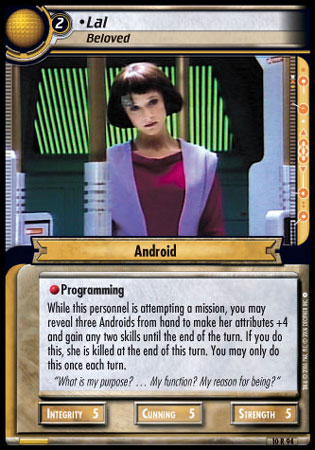 2
•Lal
Beloved
Android
Programming
While this personnel is attempting a mission, you may
reveal three Androids from hand to make her attributes +4
and gain any two skills until the end of the turn. If you do
this, she is killed at the end of this turn. You may only do
this once each turn.
"What is my purpose? … My function? My reason for being?"
INTEGRITY 5
CUNNING 5
STRENGTH 5
10 R 94